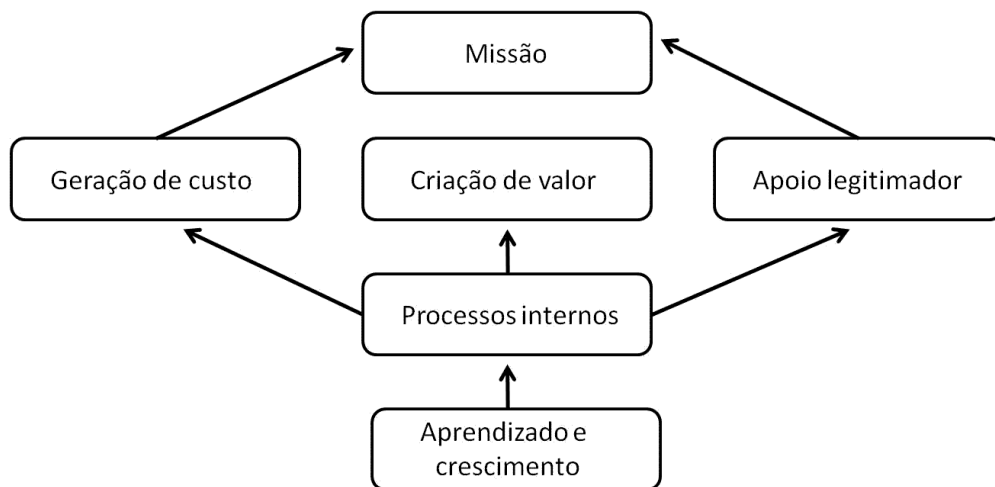 Missão
Geração de custo
Criação de valor
Apoio legitimador
Processos internos
Aprendizado e
crescimento